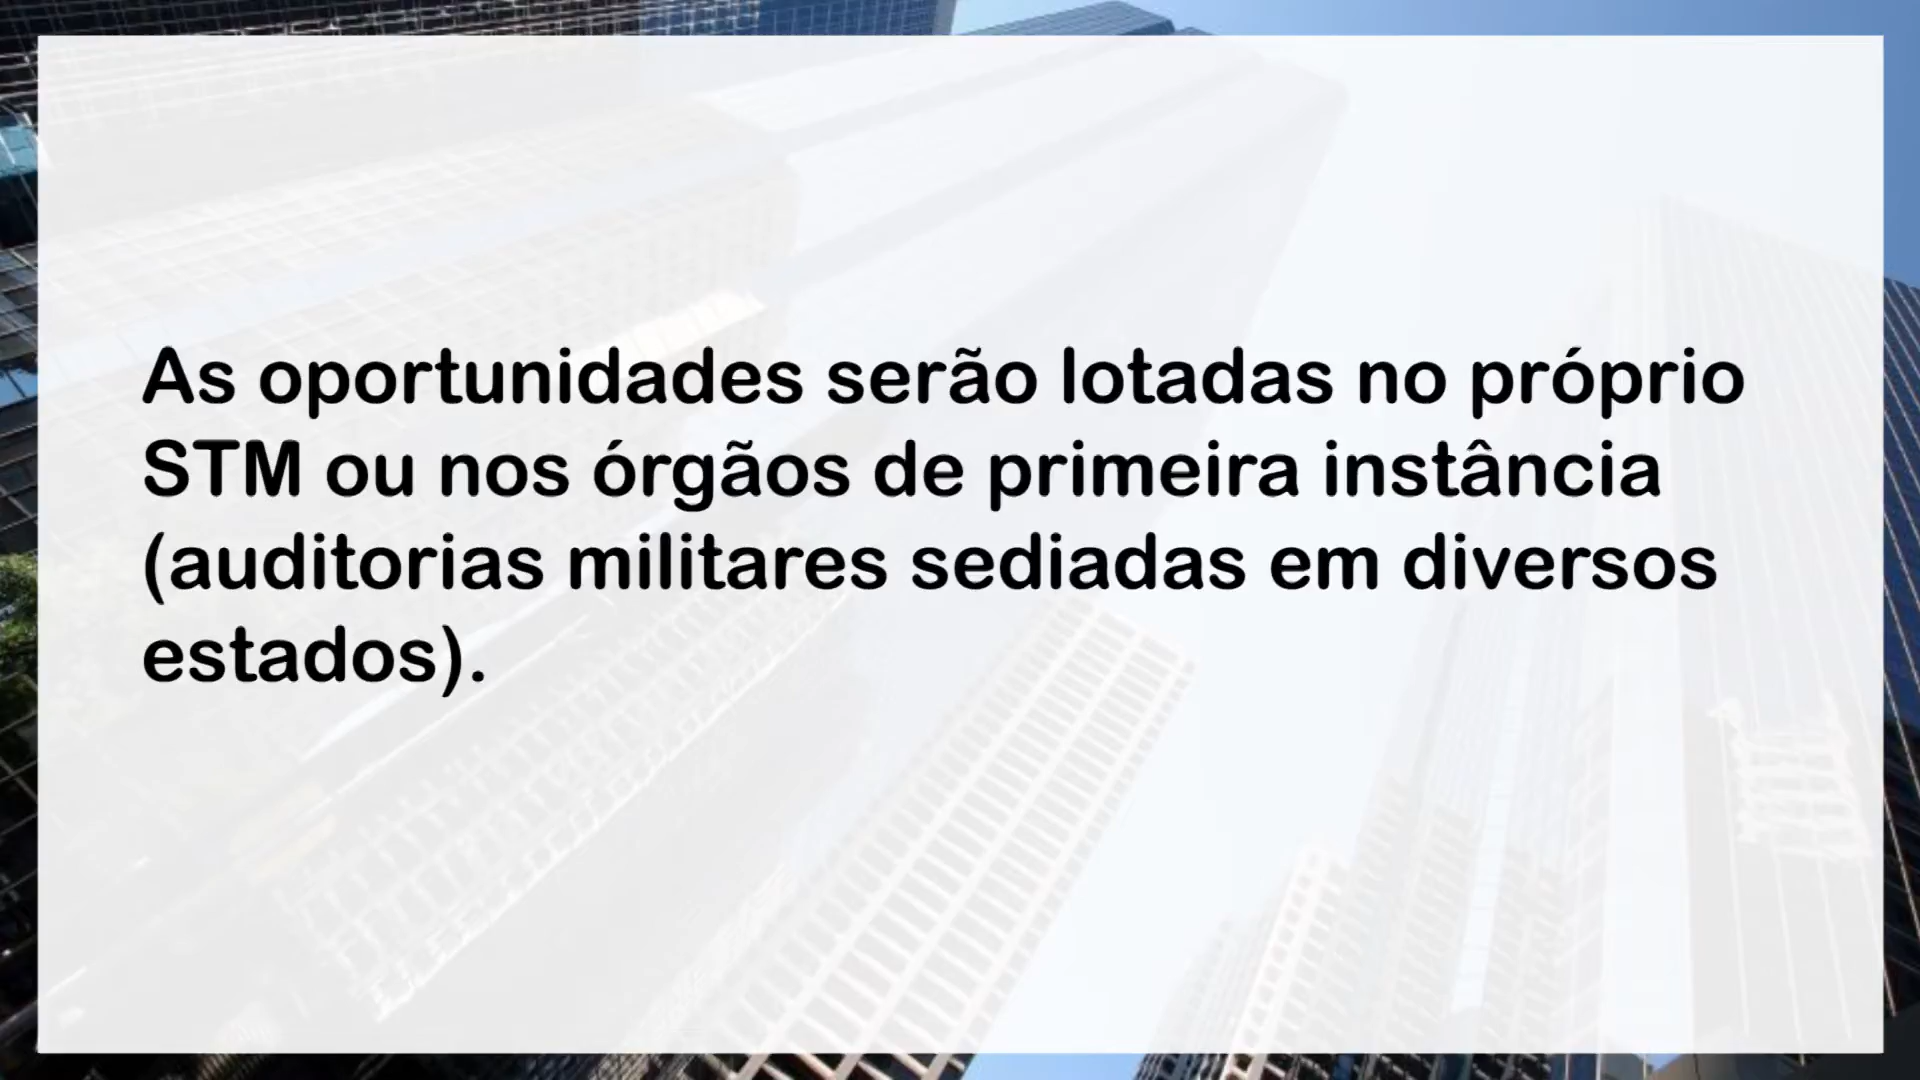 As oportunidades serão lotadas no próprio
STM ou nos órgãos de primeira instância
(auditorias militares sediadas em diversos
estados).